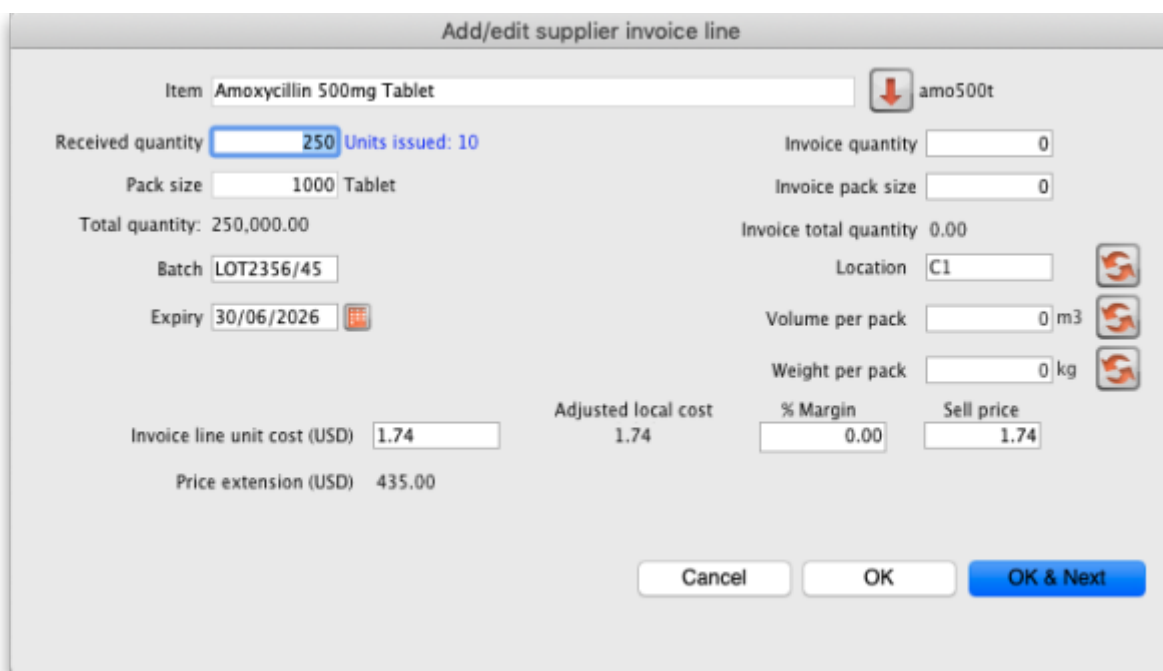 Add/edit supplier invoice line
Item Amoxycillin 500mg Tablet amo500t
Received quantity 250 Units issued: 10 Invoice quantity 0
Pack size 1000 Tablet Invoice pack size 0
Total quantity: 250,000.00 Invoice total quantity 0.00
Batch LOT2356/45 Location C1
Expiry 30/06/2026 Volume per pack 0 m3
Weight per pack 0 kg
Adjusted local cost % Margin Sell price
Invoice line unit cost (USD) 1.74 1.74 0.00 1.74
Price extension (USD) 435.00
Cancel OK OK & Next